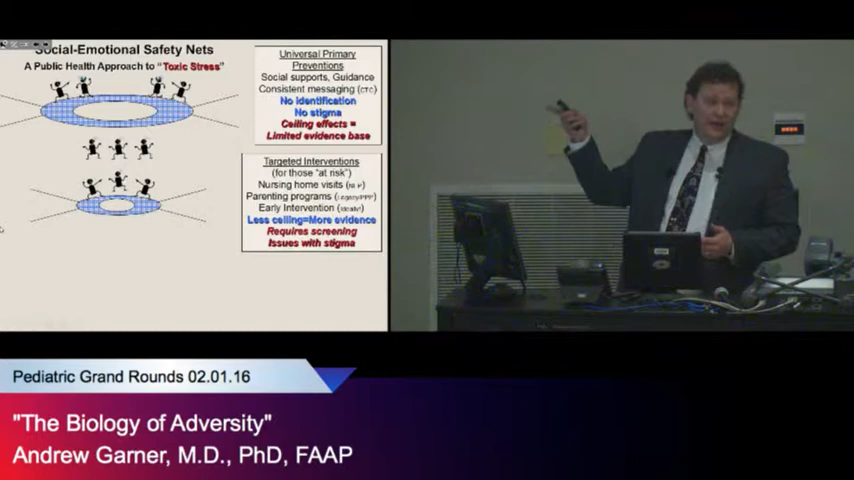 Social-Emotional Safety Nets
A Public Health Approach to "Toxic Stress"
Universal Primary
Preventions
Social supports, Guidance
Consistent messaging (CTC)
No identification
No stigma
Ceiling effects =
Limited evidence base
Targeted Interventions
(for those "at risk")
Nursing home visits
Parenting programs
Early Intervention
Less ceiling=More evidence
Requires screening
Issues with stigma
Pediatric Grand Rounds 02.01.16
"The Biology of Adversity"
Andrew Garner, M.D., PhD, FAAP